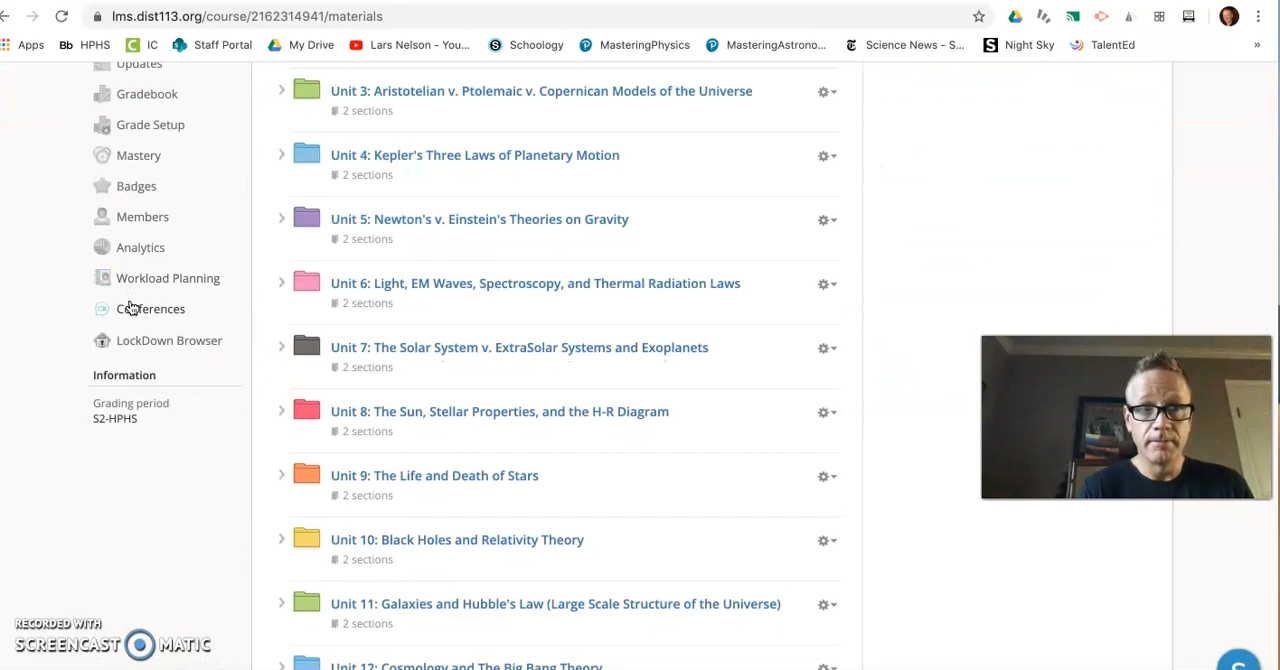 lms.dist113.org/course/2162314941/materials
Apps Bb HPHS C IC Staff Portal My Drive Lars Nelson - You... S Schoology P MasteringPhysics P MasteringAstrono... Science News - S... S Night Sky TalentEd »
Updates
Gradebook
Grade Setup
Mastery
Badges
Members
Analytics
Workload Planning
Conferences
LockDown Browser
Information
Grading period
S2-HPHS
Unit 3: Aristotelian v. Ptolemaic v. Copernican Models of the Universe
2 sections
Unit 4: Kepler's Three Laws of Planetary Motion
2 sections
Unit 5: Newton's v. Einstein's Theories on Gravity
2 sections
Unit 6: Light, EM Waves, Spectroscopy, and Thermal Radiation Laws
2 sections
Unit 7: The Solar System v. ExtraSolar Systems and Exoplanets
2 sections
Unit 8: The Sun, Stellar Properties, and the H-R Diagram
2 sections
Unit 9: The Life and Death of Stars
2 sections
Unit 10: Black Holes and Relativity Theory
2 sections
Unit 11: Galaxies and Hubble's Law (Large Scale Structure of the Universe)
2 sections
Unit 12: Cosmology and The Big Bang Theory
RECORDED WITH
SCREENCAST MATIC
S